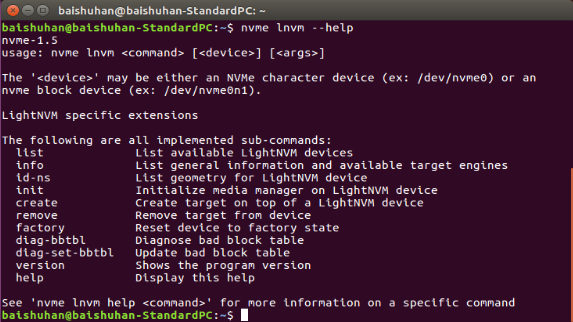 baishuhan@baishuhan-StandardPC: ~
baishuhan@baishuhan-StandardPC:~$ nvme lnvm --help
nvme-1.5
usage: nvme lnvm <command> [<device>] [<args>]

The '<device>' may be either an NVMe character device (ex: /dev/nvme0) or an
nvme block device (ex: /dev/nvme0n1).

LightNVM specific extensions

The following are all implemented sub-commands:
  list            List available LightNVM devices
  info            List general information and available target engines
  id-ns           List geometry for LightNVM device
  init            Initialize media manager on LightNVM device
  create          Create target on top of a LightNVM device
  remove          Remove target from device
  factory         Reset device to factory state
  diag-bbtbl      Diagnose bad block table
  diag-set-bbtbl  Update bad block table
  version         Shows the program version
  help            Display this help

See 'nvme lnvm help <command>' for more information on a specific command
baishuhan@baishuhan-StandardPC:~$